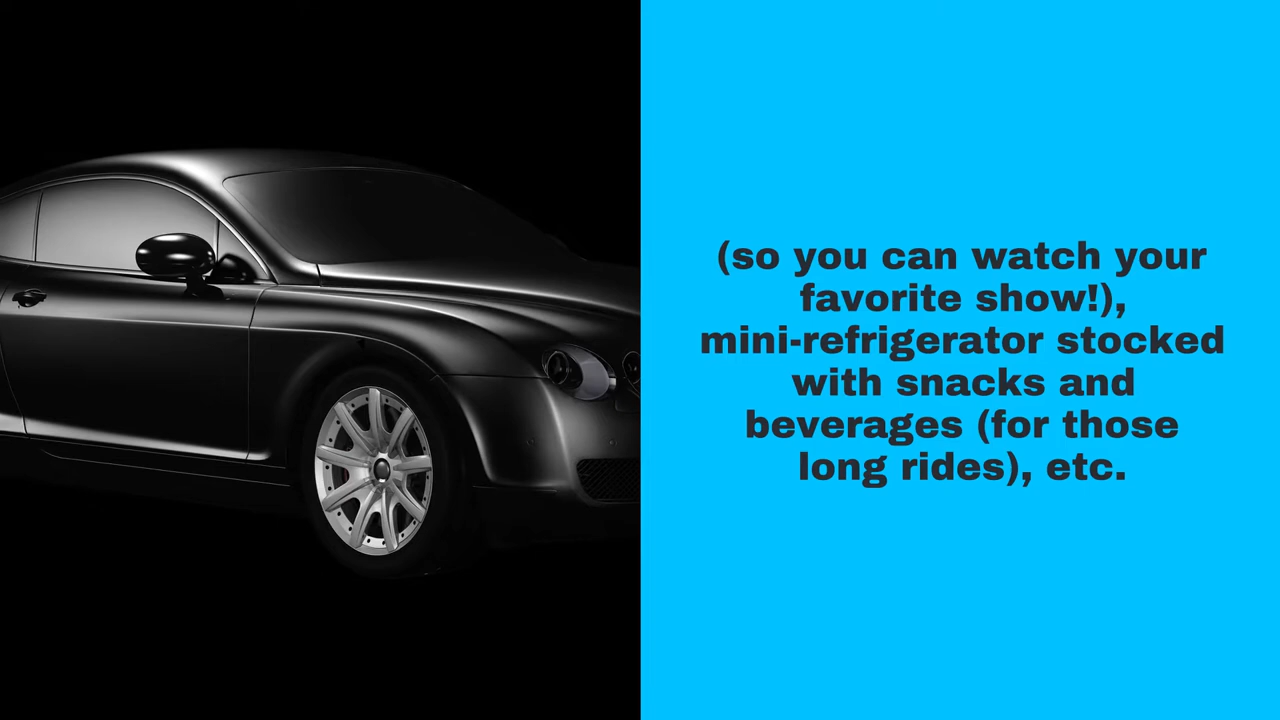 (so you can watch your
favorite show!),
mini-refrigerator stocked
with snacks and
beverages (for those
long rides), etc.